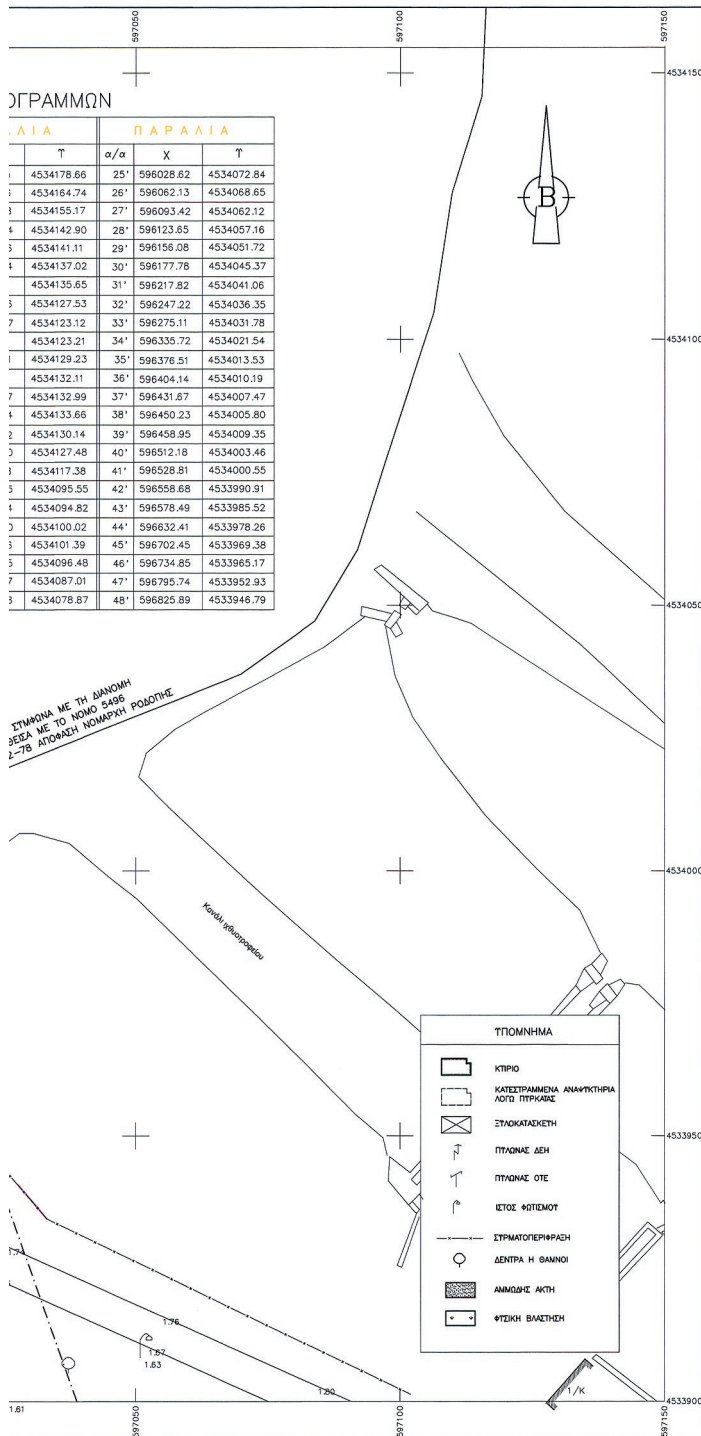 597050 597100 597150
4534150
ΟΓΡΑΜΜΩΝ
ΛΙΑ ΠΑΡΑΛΙΑ
Υ α/α Χ Υ
4534178.66 25' 596028.62 4534072.84
4534164.74 26' 596062.13 4534068.65
4534155.17 27' 596093.42 4534062.12
4534142.90 28' 596123.65 4534057.16
4534141.11 29' 596156.08 4534051.72
4534137.02 30' 596177.78 4534045.37
4534135.65 31' 596217.82 4534041.06
4534127.53 32' 596247.22 4534036.35
4534123.12 33' 596275.11 4534031.78
4534123.21 34' 596335.72 4534021.54
4534129.23 35' 596376.51 4534013.53
4534132.11 36' 596404.14 4534010.19
4534132.99 37' 596431.67 4534007.47
4534133.66 38' 596450.23 4534005.80
4534130.14 39' 596458.95 4534009.35
4534127.48 40' 596512.18 4534003.46
4534117.38 41' 596528.81 4534000.55
4534095.55 42' 596558.68 4533990.91
4534094.82 43' 596578.49 4533985.52
4534100.02 44' 596632.41 4533978.26
4534101.39 45' 596702.45 4533969.38
4534096.48 46' 596734.85 4533965.17
4534087.01 47' 596795.74 4533952.93
4534078.87 48' 596825.89 4533946.79
Β
4534100
4534050
ΣΥΜΦΩΝΑ ΜΕ ΤΗ ΔΙΑΝΟΜΗ
ΘΕΙΣΑ ΜΕ ΤΟ ΝΟΜΟ 5496
2-78 ΑΠΟΦΑΣΗ ΝΟΜΑΡΧΗ ΡΟΔΟΠΗΣ
4534000
Κανάλι ιχθυοτροφείου
ΥΠΟΜΝΗΜΑ
ΚΤΙΡΙΟ
ΚΑΤΕΣΤΡΑΜΜΕΝΑ ΑΝΑΨΥΚΤΗΡΙΑ
ΛΟΓΩ ΠΥΡΚΑΪΑΣ
ΞΥΛΟΚΑΤΑΣΚΕΥΗ
ΠΥΛΩΝΑΣ ΔΕΗ
ΠΥΛΩΝΑΣ ΟΤΕ
ΙΣΤΟΣ ΦΩΤΙΣΜΟΥ
ΣΥΡΜΑΤΟΠΕΡΙΦΡΑΞΗ
ΔΕΝΤΡΑ Η ΘΑΜΝΟΙ
ΑΜΜΩΔΗΣ ΑΚΤΗ
ΦΥΣΙΚΗ ΒΛΑΣΤΗΣΗ
4533950
1.76
1.67
1.63
1.80
1.61
1/Κ
4533900
597050 597100 597150